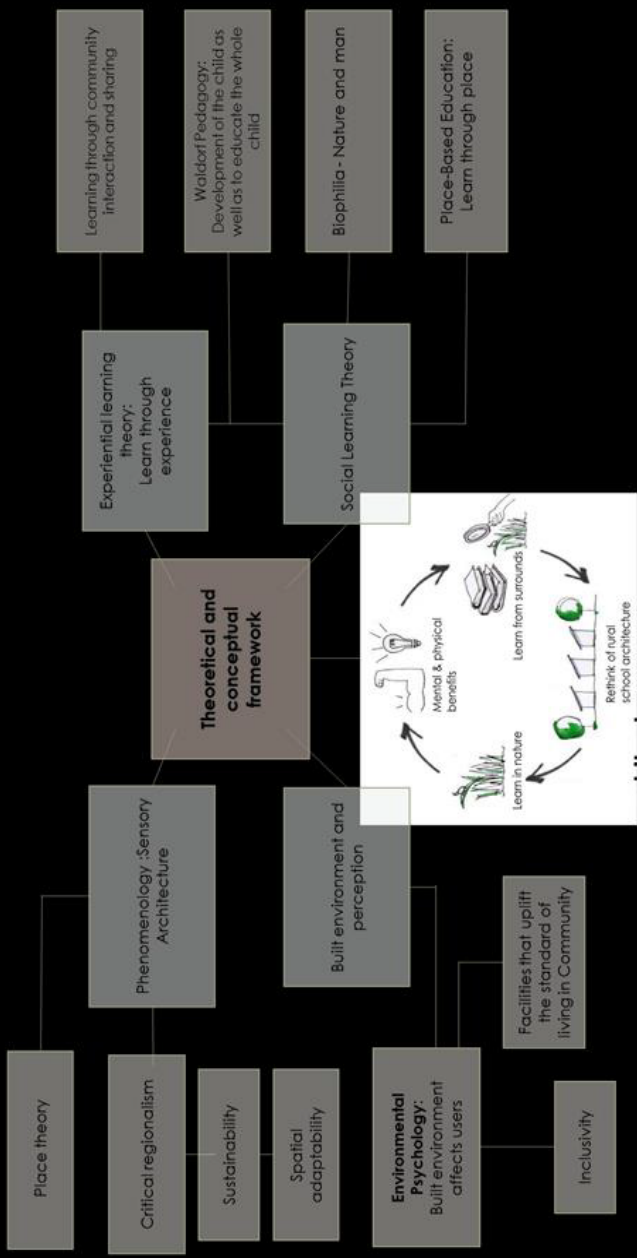 Place theory
Critical regionalism
Sustainability
Spatial
adaptability
Phenomenology :Sensory
Architecture
Environmental
Psychology:
Built environment
affects users
Inclusivity
Facilities that uplift
the standard of
living in Community
Built environment and
perception
Theoretical and
conceptual
framework
Mental & physical
benefits
Learn from surrounds
Rethink of rural
school architecture
Learn in nature
Experiential learning
theory:
Learn through
experience
Social Learning Theory
Learning through community
interaction and sharing
Waldorf Pedagogy:
Development of the child as
well as to educate the whole
child
Biophilia - Nature and man
Place-Based Education:
Learn through place